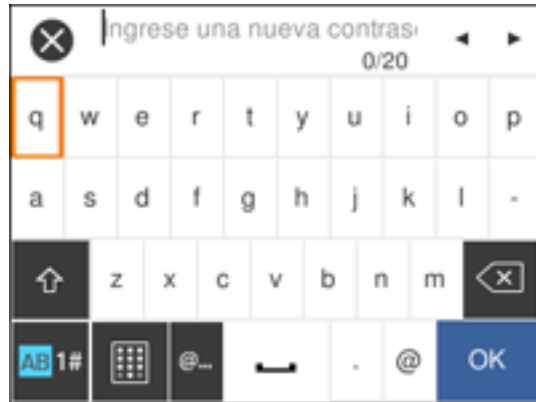 Ingrese una nueva contras
0/20
q w e r t y u i o p
a s d f g h j k l -
z x c v b n m
AB 1# @... . @ OK